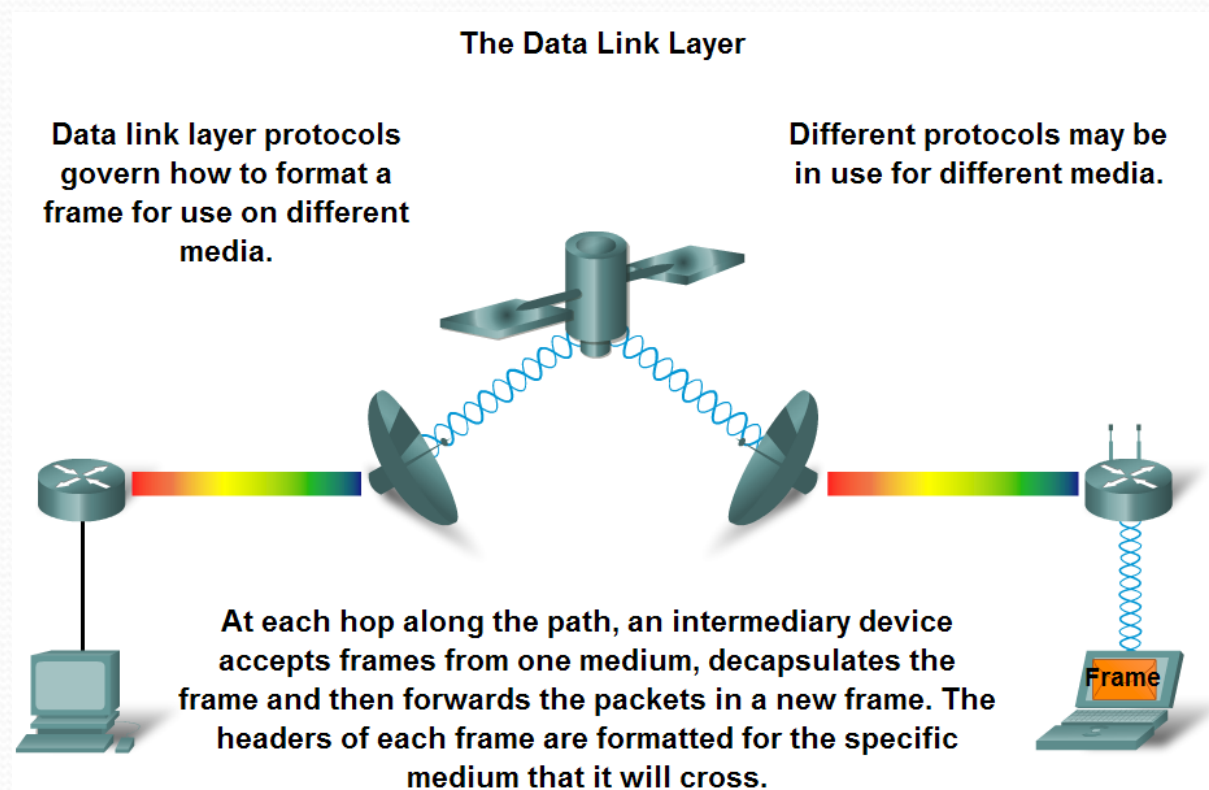 The Data Link Layer
Data link layer protocols
govern how to format a
frame for use on different
media.
Different protocols may be
in use for different media.
Frame
At each hop along the path, an intermediary device
accepts frames from one medium, decapsulates the
frame and then forwards the packets in a new frame. The
headers of each frame are formatted for the specific
medium that it will cross.